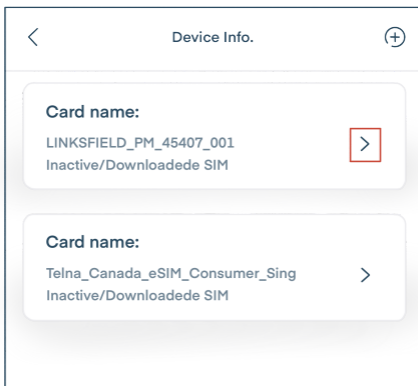 Device Info.
Card name:
LINKSFIELD_PM_45407_001
Inactive/Downloadede SIM
Card name:
Telna_Canada_eSIM_Consumer_Sing
Inactive/Downloadede SIM